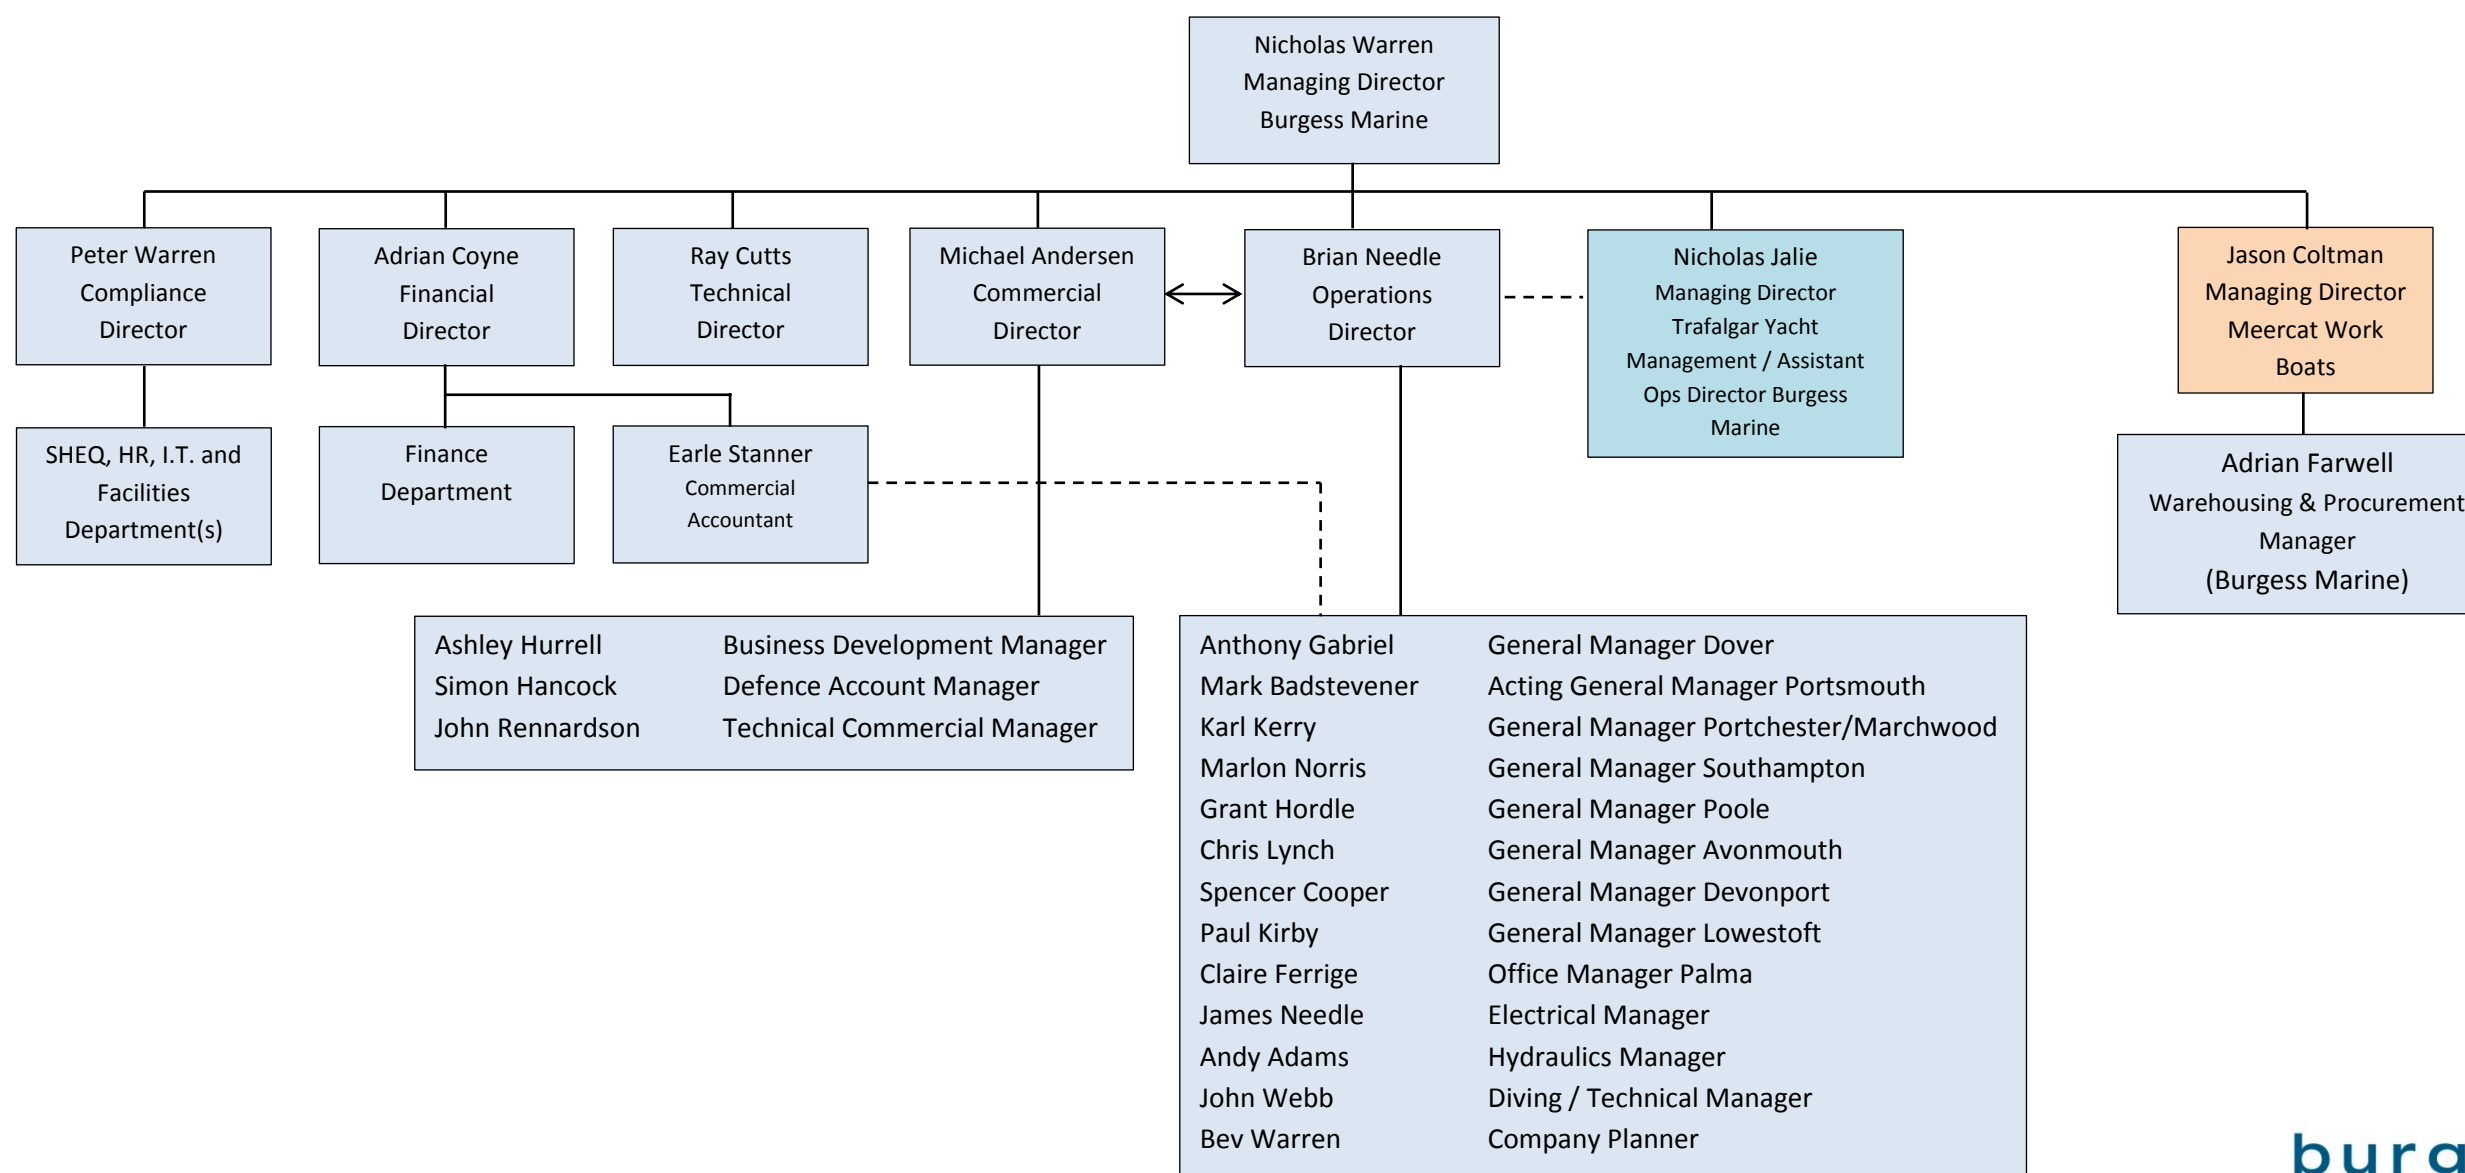 Nicholas Warren
Managing Director
Burgess Marine
Peter Warren
Compliance
Director
Adrian Coyne
Financial
Director
Ray Cutts
Technical
Director
Michael Andersen
Commercial
Director
Brian Needle
Operations
Director
Nicholas Jalie
Managing Director
Trafalgar Yacht
Management / Assistant
Ops Director Burgess
Marine
Jason Coltman
Managing Director
Meercat Work
Boats
SHEQ, HR, I.T. and
Facilities
Department(s)
Finance
Department
Earle Stanner
Commercial
Accountant
Adrian Farwell
Warehousing & Procurement
Manager
(Burgess Marine)
Ashley Hurrell Business Development Manager
Simon Hancock Defence Account Manager
John Rennardson Technical Commercial Manager
Anthony Gabriel General Manager Dover
Mark Badstevener Acting General Manager Portsmouth
Karl Kerry General Manager Portchester/Marchwood
Marlon Norris General Manager Southampton
Grant Hordle General Manager Poole
Chris Lynch General Manager Avonmouth
Spencer Cooper General Manager Devonport
Paul Kirby General Manager Lowestoft
Claire Ferrige Office Manager Palma
James Needle Electrical Manager
Andy Adams Hydraulics Manager
John Webb Diving / Technical Manager
Bev Warren Company Planner